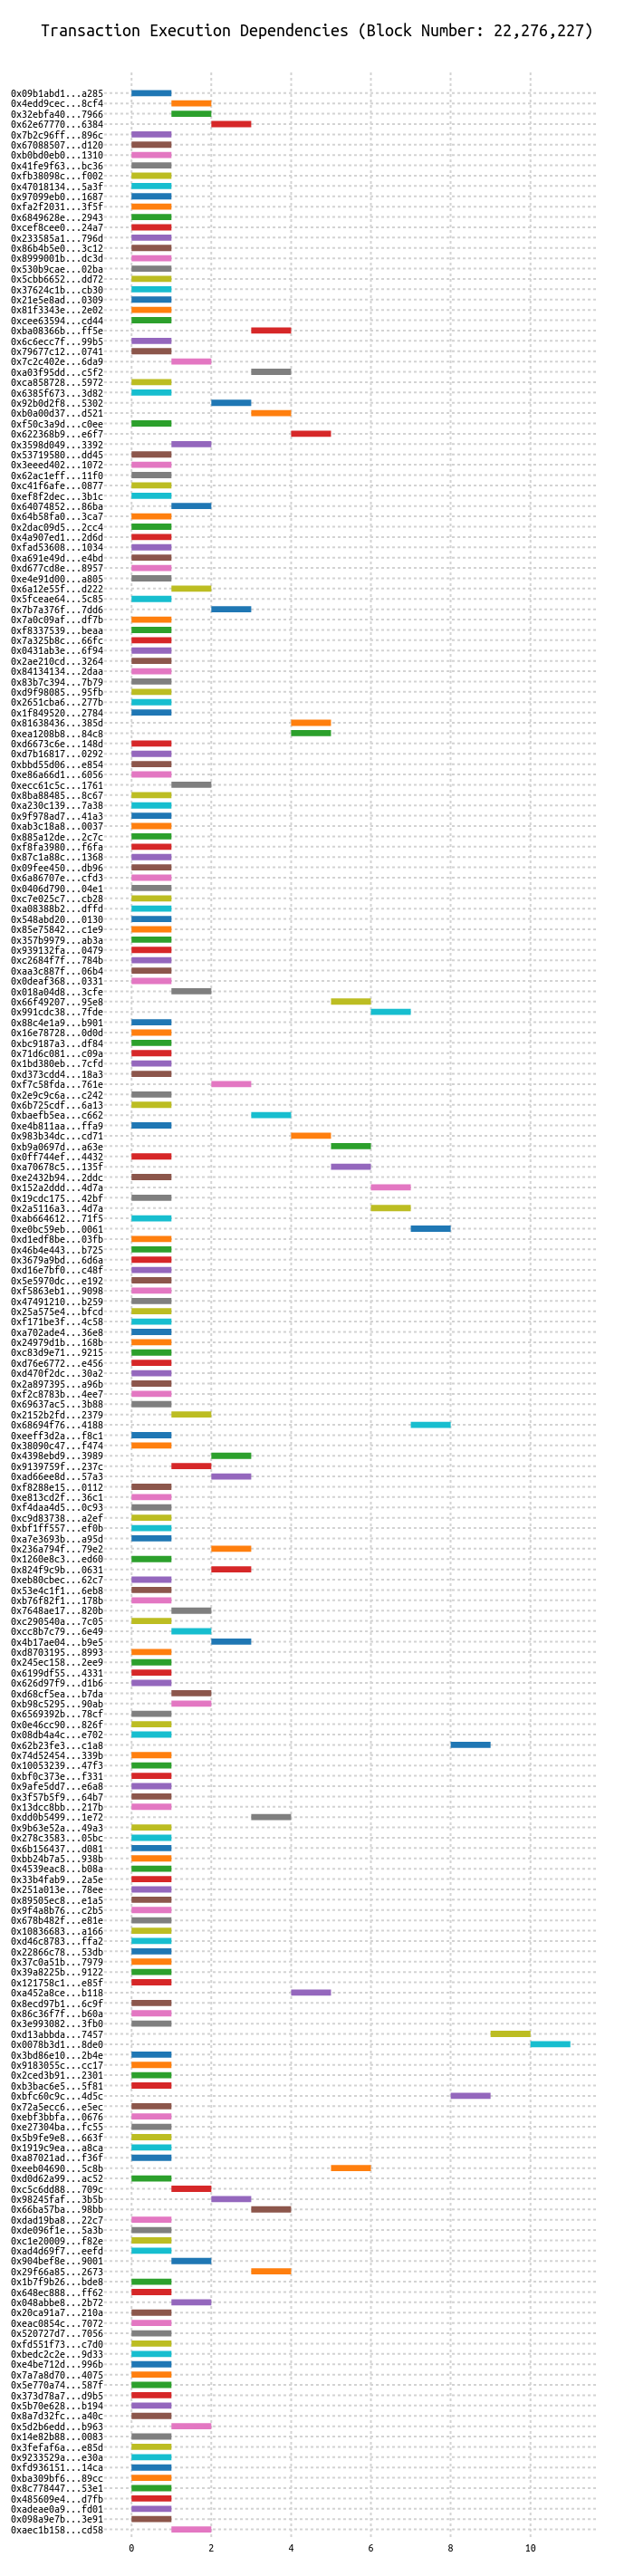 Transaction Execution Dependencies (Block Number: 22,276,227)
0x09b1abd1...a285
0x4edd9cec...8cf4
0x32ebfa40...7966
0x62e67770...6384
0x7b2c96ff...896c
0x67088507...d120
0xb0bd0eb0...1310
0x41fe9f63...bc36
0xfb38098c...f002
0x47018134...5a3f
0x97099eb0...1687
0xfa2f2031...3f5f
0x6849628e...2943
0xcef8cee0...24a7
0x233585a1...796d
0x86b4b5e0...3c12
0x8999001b...dc3d
0x530b9cae...02ba
0x5cbb6652...dd72
0x37624c1b...cb30
0x21e5e8ad...0309
0x81f3343e...2e02
0xcee63594...cd44
0xba08366b...ff5e
0x6c6ecc7f...99b5
0x79677c12...0741
0x7c2c402e...6da9
0xa03f95dd...c5f2
0xca858728...5972
0x6385f673...3d82
0x92b0d2f8...5302
0xb0a00d37...d521
0xf50c3a9d...c0ee
0x622368b9...e6f7
0x3598d049...3392
0x53719580...dd45
0x3eeed402...1072
0x62ac1eff...11f0
0xc41f6afe...0877
0xef8f2dec...3b1c
0x64074852...86ba
0x64b58fa0...3ca7
0x2dac09d5...2cc4
0x4a907ed1...2d6d
0xfad53608...1034
0xa691e49d...e4bd
0xd677cd8e...8957
0xe4e91d00...a805
0x6a12e55f...d222
0x5fceae64...5c85
0x7b7a376f...7dd6
0x7a0c09af...df7b
0xf8337539...beaa
0x7a325b8c...66fc
0x0431ab3e...6f94
0x2ae210cd...3264
0x84134134...2daa
0x83b7c394...7b79
0xd9f98085...95fb
0x2651cba6...277b
0x1f849520...2784
0x81638436...385d
0xea1208b8...84c8
0xd6673c6e...148d
0xd7b16817...0292
0xbbd55d06...e854
0xe86a66d1...6056
0xecc61c5c...1761
0x8ba88485...8c67
0xa230c139...7a38
0x9f978ad7...41a3
0xab3c18a8...0037
0x885a12de...2c7c
0xf8fa3980...f6fa
0x87c1a88c...1368
0x09fee450...db96
0x6a86707e...cfd3
0x0406d790...04e1
0xc7e025c7...cb28
0xa08388b2...dffd
0x548abd20...0130
0x85e75842...c1e9
0x357b9979...ab3a
0x939132fa...0479
0xc2684f7f...784b
0xaa3c887f...06b4
0x0deaf368...0331
0x018a04d8...3cfe
0x66f49207...95e8
0x991cdc38...7fde
0x88c4e1a9...b901
0x16e78728...0d0d
0xbc9187a3...df84
0x71d6c081...c09a
0x1bd380eb...7cfd
0xd373cdd4...18a3
0xf7c58fda...761e
0x2e9c9c6a...c242
0x6b725cdf...6a13
0xbaefb5ea...c662
0xe4b811aa...ffa9
0x983b34dc...cd71
0xb9a0697d...a63e
0x0ff744ef...4432
0xa70678c5...135f
0xe2432b94...2ddc
0x152a2ddd...4d7a
0x19cdc175...42bf
0x2a5116a3...4d7a
0xab664612...71f5
0xe0bc59eb...0061
0xd1edf8be...03fb
0x46b4e443...b725
0x3679a9bd...6d6a
0xd16e7bf0...c48f
0x5e5970dc...e192
0xf5863eb1...9098
0x47491210...b259
0x25a575e4...bfcd
0xf171be3f...4c58
0xa702ade4...36e8
0x24979d1b...168b
0xc83d9e71...9215
0xd76e6772...e456
0xd470f2dc...30a2
0x2a897395...a96b
0xf2c8783b...4ee7
0x69637ac5...3b88
0x2152b2fd...2379
0x68694f76...4188
0xeeff3d2a...f8c1
0x38090c47...f474
0x4398ebd9...3989
0x9139759f...237c
0xad66ee8d...57a3
0xf8288e15...0112
0xe813cd2f...36c1
0xf4daa4d5...0c93
0xc9d83738...a2ef
0xbf1ff557...ef0b
0xa7e3693b...a95d
0x236a794f...79e2
0x1260e8c3...ed60
0x824f9c9b...0631
0xeb80cbec...62c7
0x53e4c1f1...6eb8
0xb76f82f1...178b
0x7648ae17...820b
0xc290540a...7c05
0xcc8b7c79...6e49
0x4b17ae04...b9e5
0xd8703195...8993
0x245ec158...2ee9
0x6199df55...4331
0x626d97f9...d1b6
0xd68cf5ea...b7da
0xb98c5295...90ab
0x6569392b...78cf
0x0e46cc90...826f
0x08db4a4c...e702
0x62b23fe3...c1a8
0x74d52454...339b
0x10053239...47f3
0xbf0c373e...f331
0x9afe5dd7...e6a8
0x3f57b5f9...64b7
0x13dcc8bb...217b
0xdd0b5499...1e72
0x9b63e52a...49a3
0x278c3583...05bc
0x6b156437...d081
0xbb24b7a5...938b
0x4539eac8...b08a
0x33b4fab9...2a5e
0x251a013e...78ee
0x89505ec8...e1a5
0x9f4a8b76...c2b5
0x678b482f...e81e
0x10836683...a166
0xd46c8783...ffa2
0x22866c78...53db
0x37c0a51b...7979
0x39a8225b...9122
0x121758c1...e85f
0xa452a8ce...b118
0x8ecd97b1...6c9f
0x86c36f7f...b60a
0x3e993082...3fb0
0xd13abbda...7457
0x0078b3d1...8de0
0x3bd86e10...2b4e
0x9183055c...cc17
0x2ced3b91...2301
0xb3bac6e5...5f81
0xbfc60c9c...4d5c
0x72a5ecc6...e5ec
0xebf3bbfa...0676
0xe27304ba...fc55
0x5b9fe9e8...663f
0x1919c9ea...a8ca
0xa87021ad...f36f
0xeeb04690...5c8b
0xd0d62a99...ac52
0xc5c6dd88...709c
0x98245faf...3b5b
0x66ba57ba...98bb
0xdad19ba8...22c7
0xde096f1e...5a3b
0xc1e20009...f82e
0xad4d69f7...eefd
0x904bef8e...9001
0x29f66a85...2673
0x1b7f9b26...bde8
0x648ec888...ff62
0x048abbe8...2b72
0x20ca91a7...210a
0xeac0854c...7072
0x520727d7...7056
0xfd551f73...c7d0
0xbedc2c2e...9d33
0xe4be712d...996b
0x7a7a8d70...4075
0x5e770a74...587f
0x373d78a7...d9b5
0x5b70e628...b194
0x8a7d32fc...a40c
0x5d2b6edd...b963
0x14e82b88...0083
0x3fefaf6a...e85d
0x9233529a...e30a
0xfd936151...14ca
0xba309bf6...89cc
0x8c778447...53e1
0x485609e4...d7fb
0xadeae0a9...fd01
0x098a9e7b...3e91
0xaec1b158...cd58
0 2 4 6 8 10